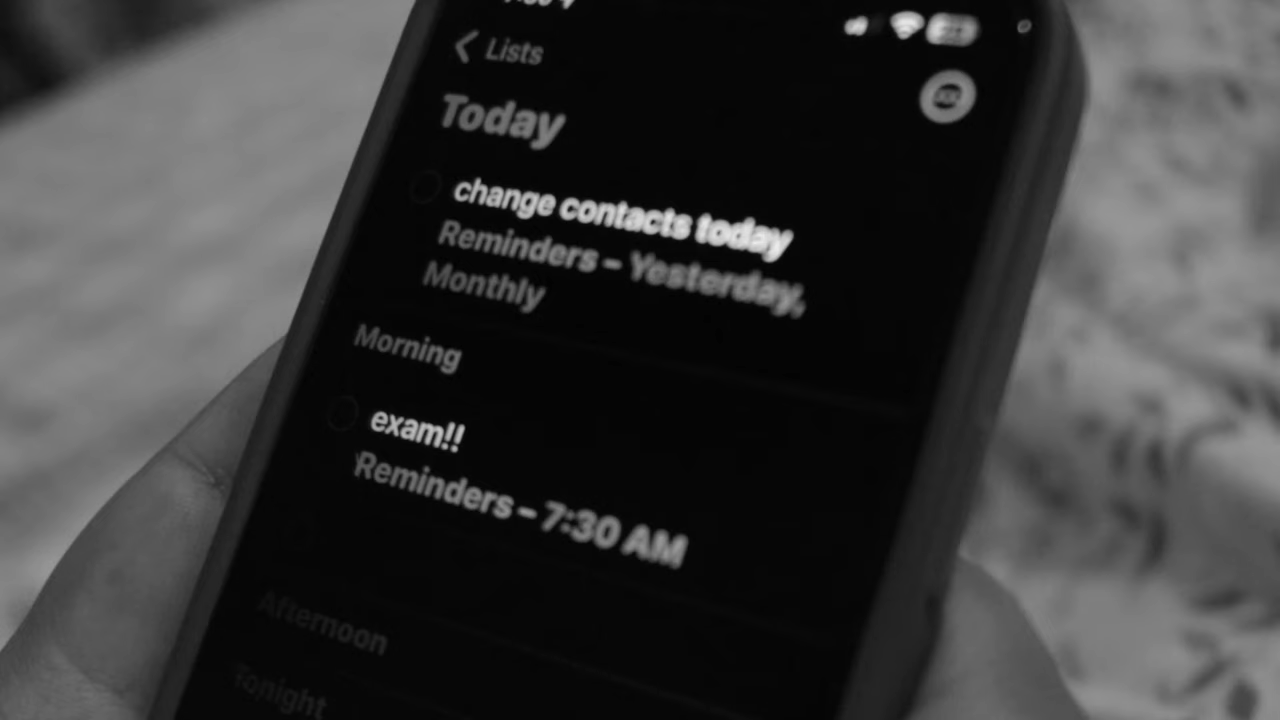 Lists
Today
change contacts today
Reminders – Yesterday,
Monthly
Morning
exam!!
Reminders – 7:30 AM
Afternoon
Tonight